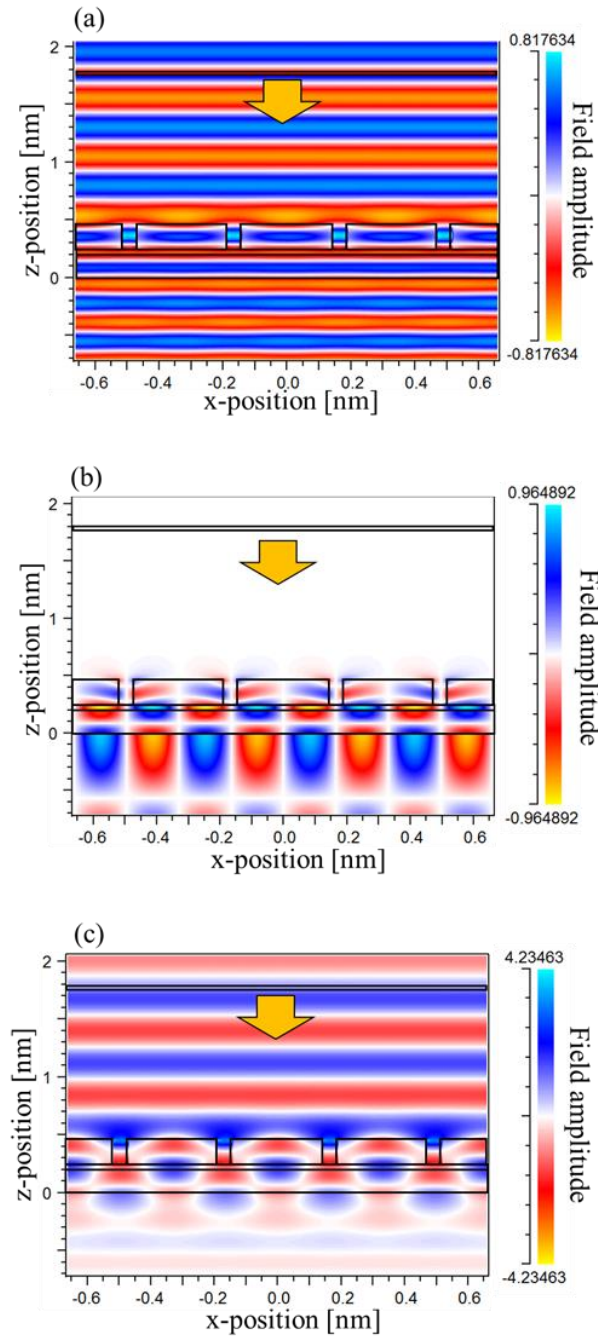 (a)
0.817634
2
1
0
z-position [nm]
-0.6 -0.4 -0.2 0.0 0.2 0.4 0.6
x-position [nm]
Field amplitude
-0.817634
(b)
0.964892
2
1
0
z-position [nm]
-0.6 -0.4 -0.2 0.0 0.2 0.4 0.6
x-position [nm]
Field amplitude
-0.964892
(c)
4.23463
2
1
0
z-position [nm]
-0.6 -0.4 -0.2 0.0 0.2 0.4 0.6
x-position [nm]
Field amplitude
-4.23463